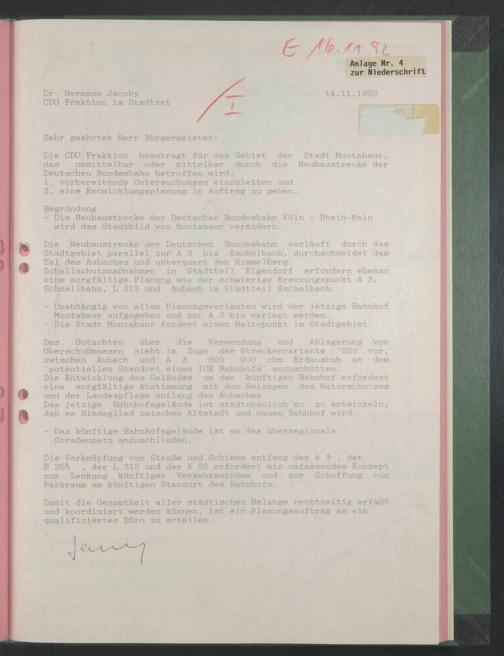 E 16.11 92
Anlage Nr. 4
zur Niederschrift
Dr. Hermann Jacoby 14.11.1992
CDU Fraktion im Stadtrat
Sehr geehrter Herr Bürgermeister!
Die CDU Fraktion beantragt für das Gebiet der Stadt Montabaur,
das unmittelbar oder mittelbar durch die Neubaustrecke der
Deutschen Bundesbahn betroffen wird,
1. vorbereitende Untersuchungen einzuleiten und
2. eine Entwicklungsplanung in Auftrag zu geben.
Begründung
- Die Neubaustrecke der Deutschen Bundesbahn Köln - Rhein-Main
wird das Stadtbild von Montabaur verändern.
Die Neubaustrecke der Deutschen Bundesbahn verläuft durch das
Stadtgebiet parallel zur A 3 bis Eschelbach, durchschneidet das
Tal des Aubaches und unterquert den Himmelberg.
Schallschutzmaßnahmen im Stadtteil Elgendorf erfordern ebenso
eine sorgfältige Planung wie der schwierige Kreuzungspunkt A 3,
Schnellbahn, L 313 und Aubach im Stadtteil Eschelbach.
- Unabhängig von allen Planungsvarianten wird der jetzige Bahnhof
Montabaur aufgegeben und zur A 3 hin verlegt werden.
- Die Stadt Montabaur fordert einen Haltepunkt im Stadtgebiet.
Das Gutachten über die Verwendung und Ablagerung von
Überschußmassen sieht im Zuge der Streckenvariante "Süd" vor,
zwischen Aubach und A 3 600 000 cbm Erdaushub an dem
"potentiellen Standort eines ICE Bahnhofs" anzuschütten.
Die Entwicklung des Geländes um den künftigen Bahnhof erfordert
eine sorgfältige Abstimmung mit den Belangen des Naturschutzes
und der Landespflege entlang des Aubaches.
Das jetzige Bahnhofsgelände ist städtebaulich so zu entwickeln,
daß es Bindeglied zwischen Altstadt und neuem Bahnhof wird.
- Das künftige Bahnhofsgelände ist an das überregionale
Straßennetz anzuschließen.
Die Verknüpfung von Straße und Schiene entlang der A 3 , der
B 255 , der L 313 und der K 82 erfordert ein umfassendes Konzept
zur Lenkung künftiger Verkehrsströme und zur Schaffung von
Parkraum am künftigen Standort des Bahnhofs.
Damit die Gesamtheit aller städtischen Belange rechtzeitig erfaßt
und koordiniert werden können, ist ein Planungsauftrag an ein
qualifiziertes Büro zu erteilen.